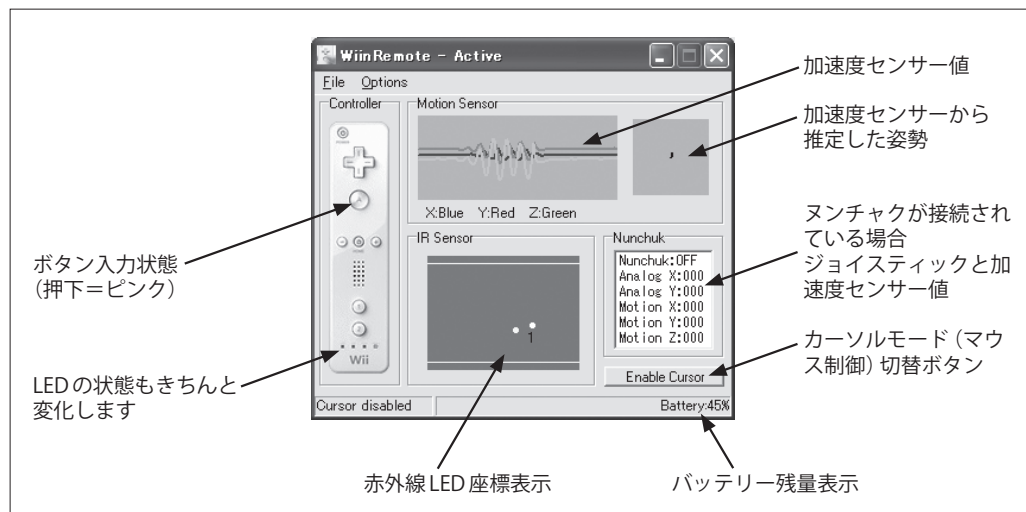 WiinRemote - Active
File Options
Controller
Motion Sensor
X:Blue Y:Red Z:Green
IR Sensor
1
Nunchuk
Nunchuk:OFF
Analog X:000
Analog Y:000
Motion X:000
Motion Y:000
Motion Z:000
Enable Cursor
Wii
Cursor disabled
Battery:45%
ボタン入力状態
（押下＝ピンク）
LEDの状態もきちんと
変化します
加速度センサー値
加速度センサーから
推定した姿勢
ヌンチャクが接続され
ている場合
ジョイスティックと加
速度センサー値
カーソルモード（マウ
ス制御）切替ボタン
赤外線LED座標表示
バッテリー残量表示